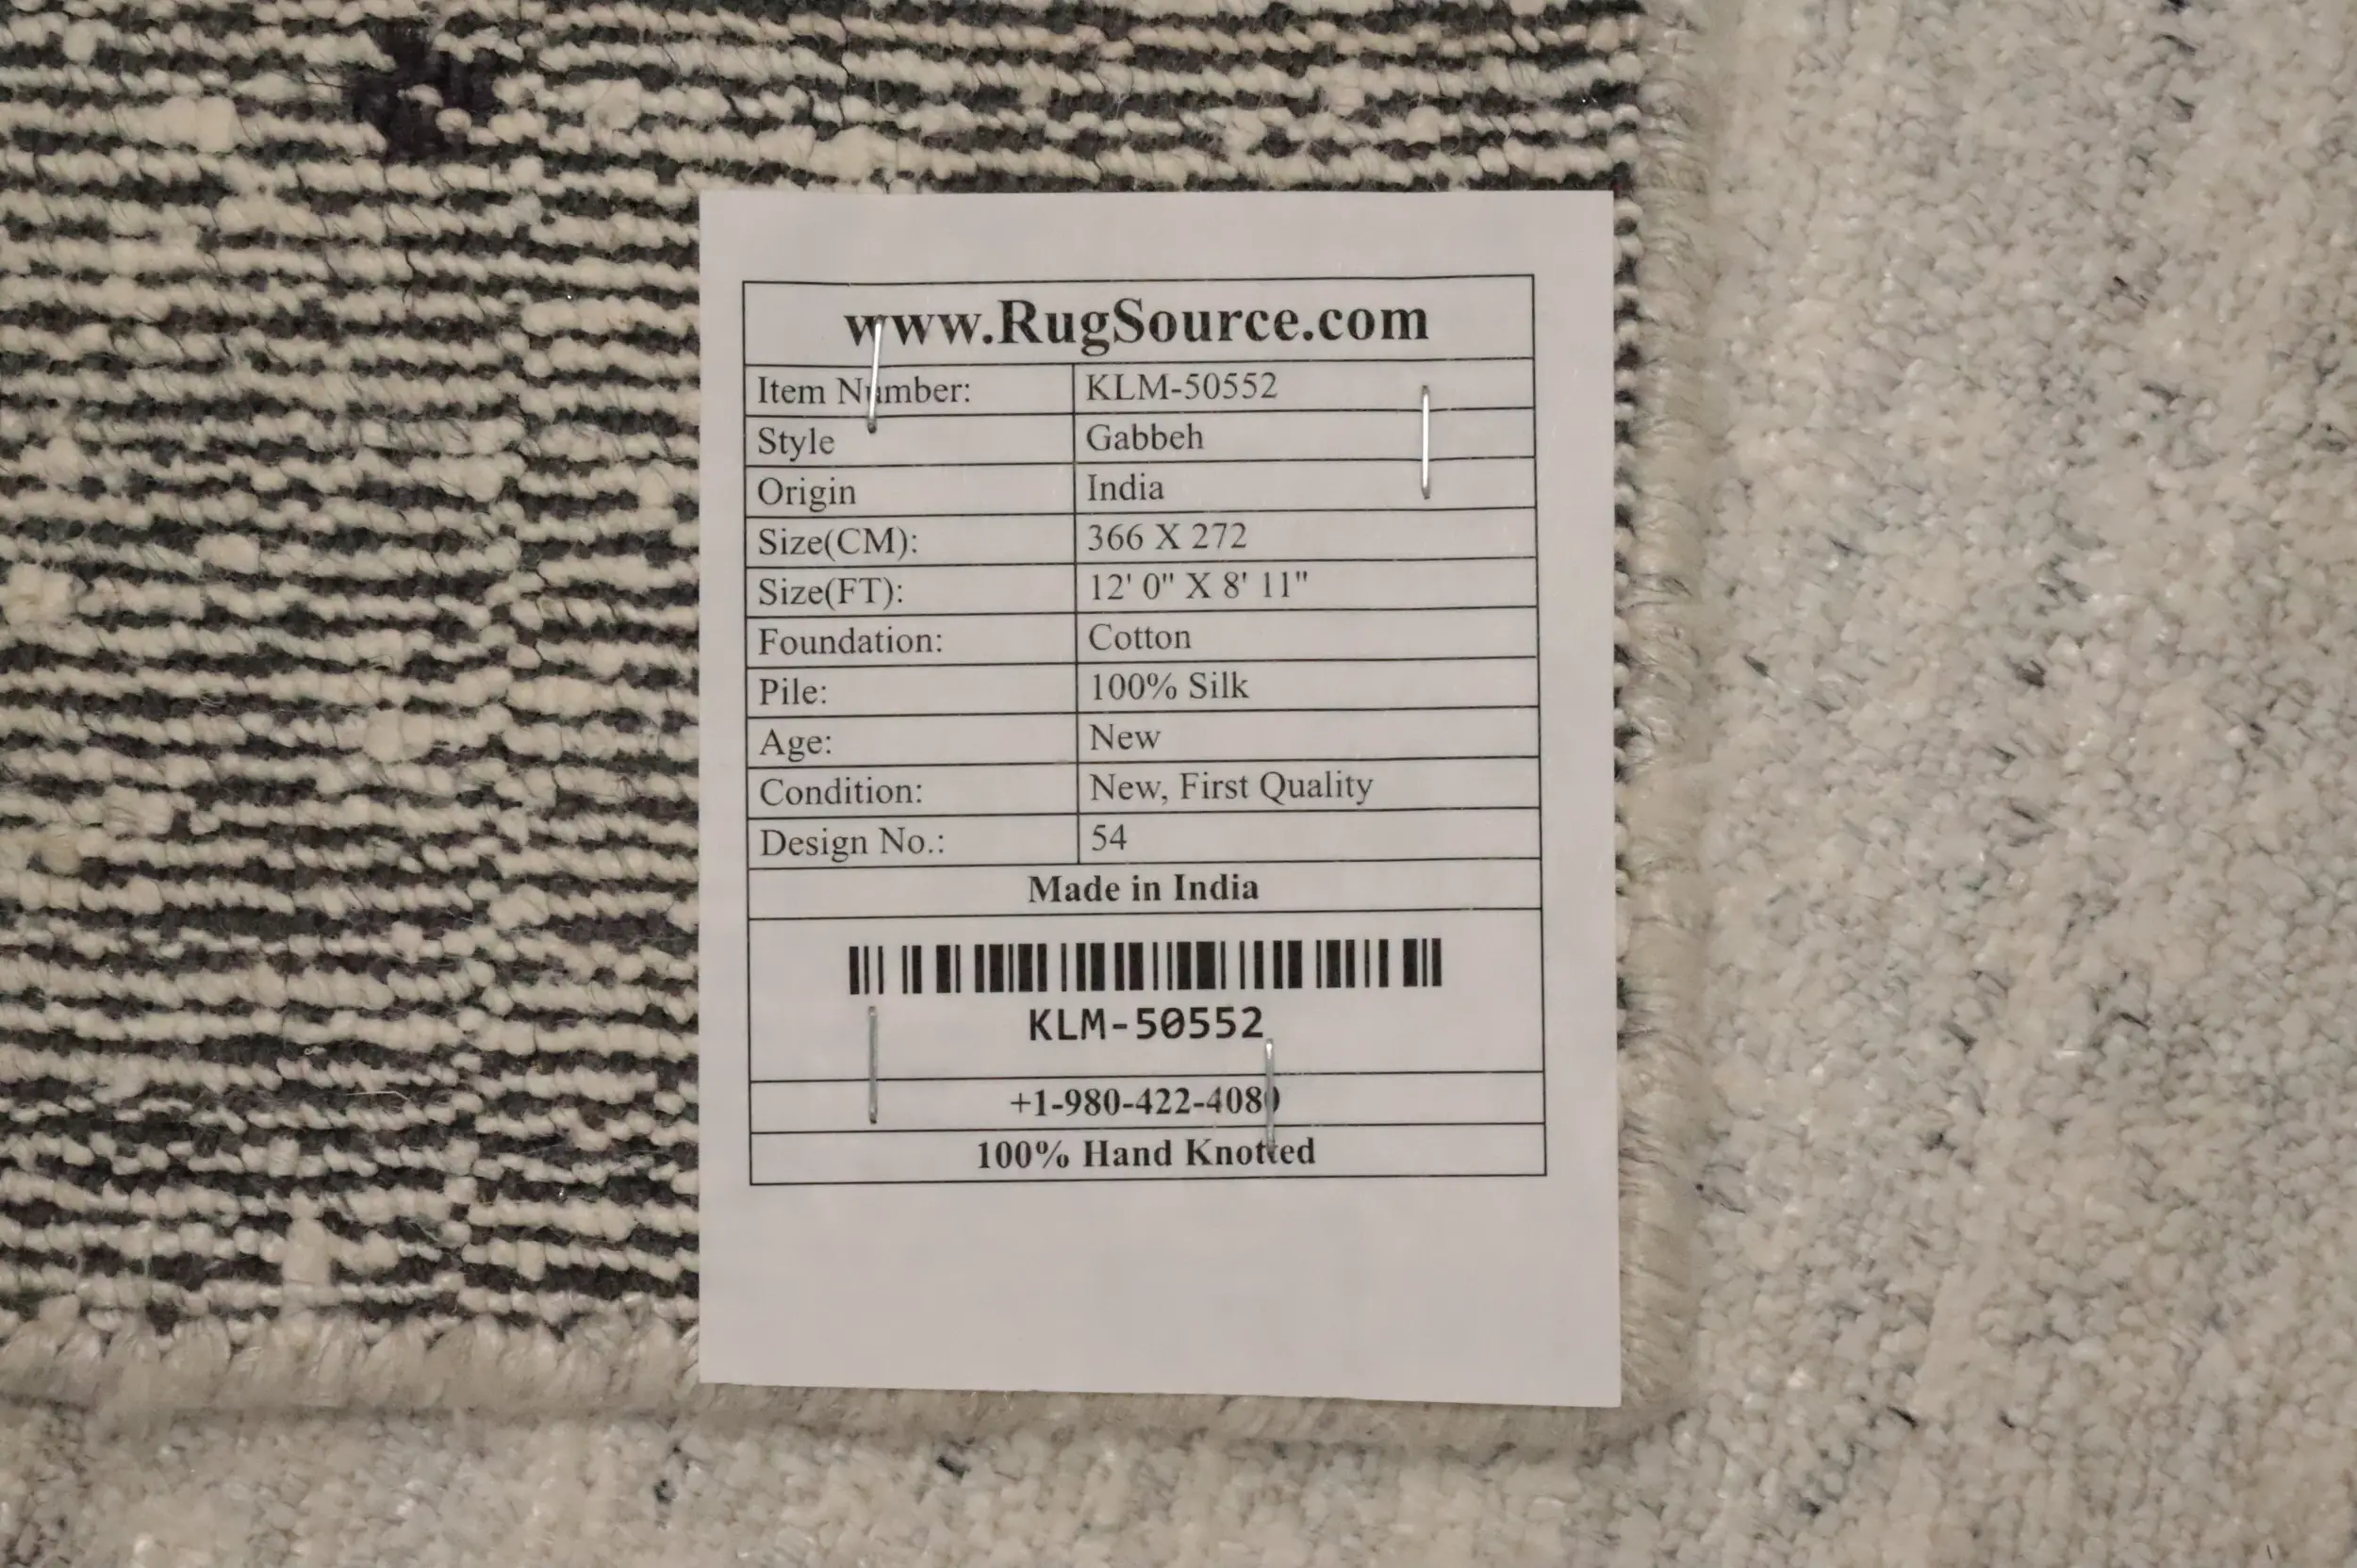 www.RugSource.com
Item Number: KLM-50552
Style Gabbeh
Origin India
Size(CM): 366 X 272
Size(FT): 12' 0" X 8' 11"
Foundation: Cotton
Pile: 100% Silk
Age: New
Condition: New, First Quality
Design No.: 54
Made in India
KLM-50552
+1-980-422-4080
100% Hand Knotted